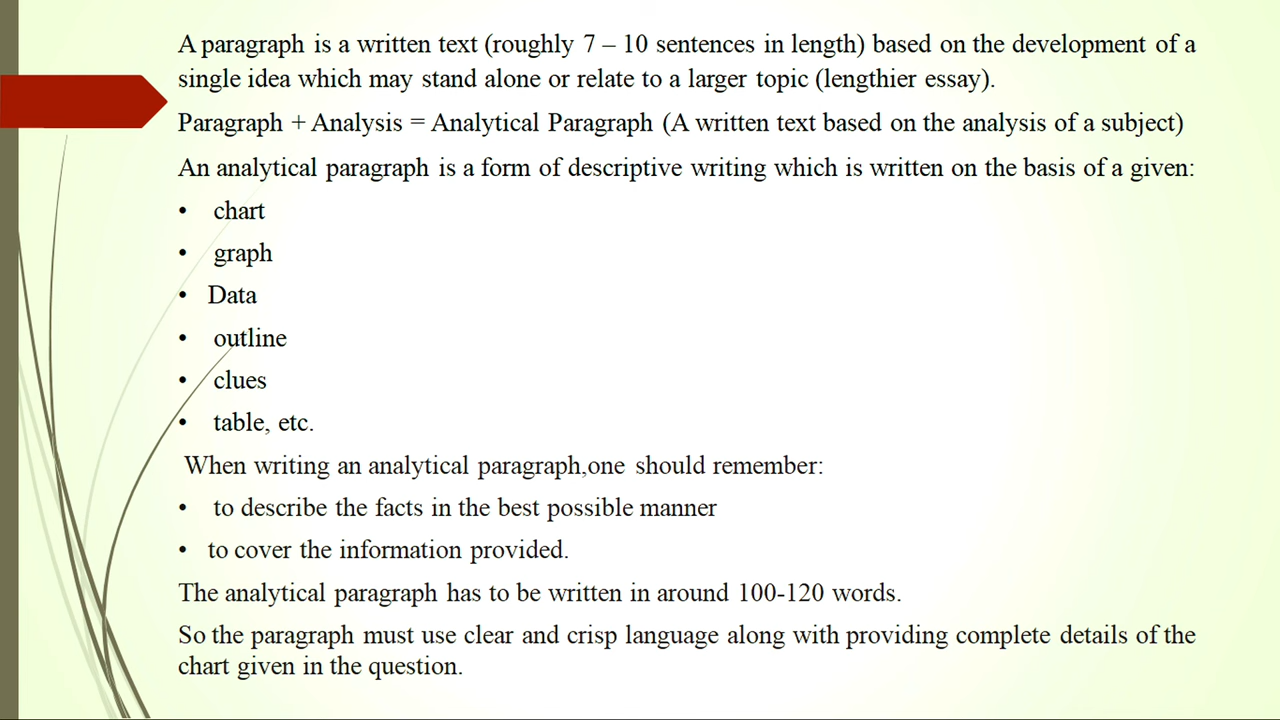 A paragraph is a written text (roughly 7 – 10 sentences in length) based on the development of a
single idea which may stand alone or relate to a larger topic (lengthier essay).
Paragraph + Analysis = Analytical Paragraph (A written text based on the analysis of a subject)
An analytical paragraph is a form of descriptive writing which is written on the basis of a given:
• chart
• graph
• Data
• outline
• clues
• table, etc.
When writing an analytical paragraph,one should remember:
• to describe the facts in the best possible manner
• to cover the information provided.
The analytical paragraph has to be written in around 100-120 words.
So the paragraph must use clear and crisp language along with providing complete details of the
chart given in the question.